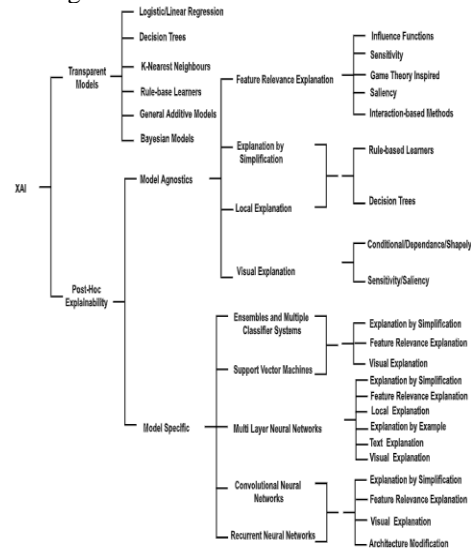 Logistic/Linear Regression
Decision Trees
K-Nearest Neighbours
Rule-base Learners
General Additive Models
Bayesian Models
Transparent
Models
XAI
Post-Hoc
Explainability
Model Agnostics
Model Specific
Feature Relevance Explanation
Explanation by
Simplification
Local Explanation
Visual Explanation
Influence Functions
Sensitivity
Game Theory Inspired
Saliency
Interaction-based Methods
Rule-based Learners
Decision Trees
Conditional/Dependance/Shapely
Sensitivity/Saliency
Ensembles and Multiple
Classifier Systems
Support Vector Machines
Multi Layer Neural Networks
Convolutional Neural
Networks
Recurrent Neural Networks
Explanation by Simplification
Feature Relevance Explanation
Visual Explanation
Explanation by Simplification
Feature Relevance Explanation
Local Explanation
Explanation by Example
Text Explanation
Visual Explanation
Explanation by Simplification
Feature Relevance Explanation
Visual Explanation
Architecture Modification